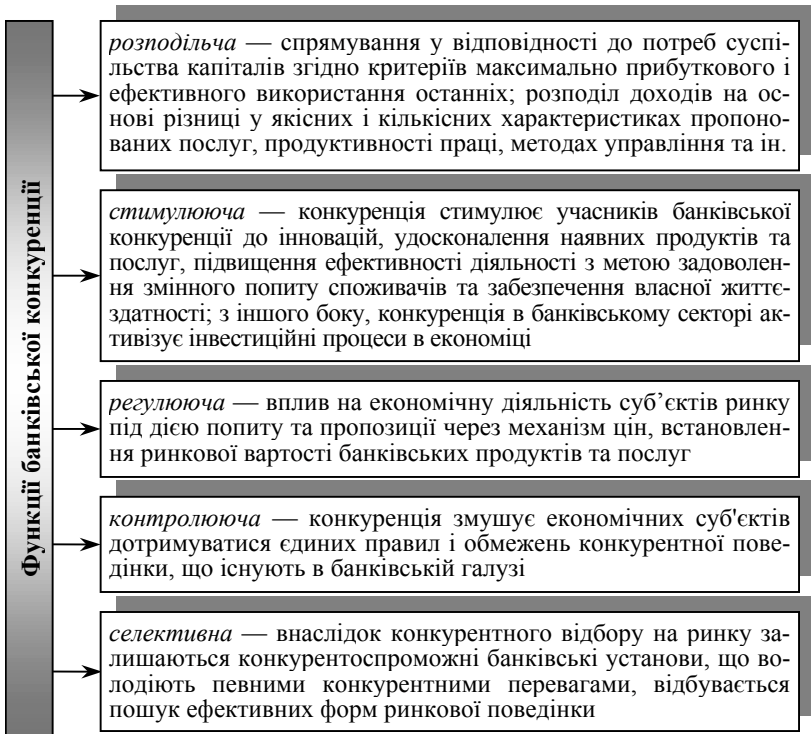 Функції банківської конкуренції
розподільча — спрямування у відповідності до потреб суспі-
льства капіталів згідно критеріїв максимально прибуткового і
ефективного використання останніх; розподіл доходів на ос-
нові різниці у якісних і кількісних характеристиках пропоно-
ваних послуг, продуктивності праці, методах управління та ін.
стимулююча — конкуренція стимулює учасників банківської
конкуренції до інновацій, удосконалення наявних продуктів та
послуг, підвищення ефективності діяльності з метою задоволен-
ня змінного попиту споживачів та забезпечення власної життє-
здатності; з іншого боку, конкуренція в банківському секторі ак-
тивізує інвестиційні процеси в економіці
регулююча — вплив на економічну діяльність суб’єктів ринку
під дією попиту та пропозиції через механізм цін, встановлен-
ня ринкової вартості банківських продуктів та послуг
контролююча — конкуренція змушує економічних суб'єктів
дотримуватися єдиних правил і обмежень конкурентної пове-
дінки, що існують в банківській галузі
селективна — внаслідок конкурентного відбору на ринку за-
лишаються конкурентоспроможні банківські установи, що во-
лодіють певними конкурентними перевагами, відбувається
пошук ефективних форм ринкової поведінки